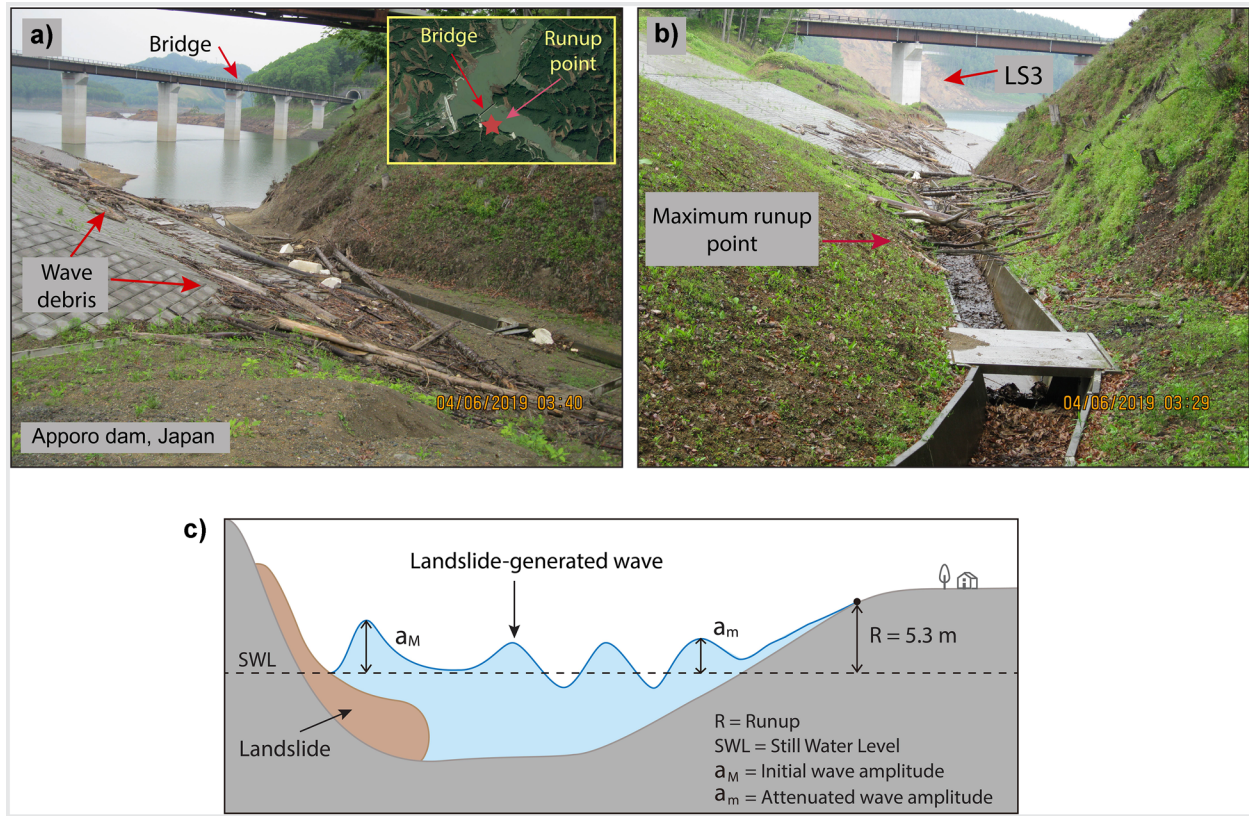 a)
Bridge
Bridge
Runup
point
Wave
debris
04/06/2019 03:40
Apporo dam, Japan
b)
LS3
Maximum runup
point
04/06/2019 03:29
c)
Landslide-generated wave
aM
am
R = 5.3 m
SWL
Landslide
R = Runup
SWL = Still Water Level
aM = Initial wave amplitude
am = Attenuated wave amplitude